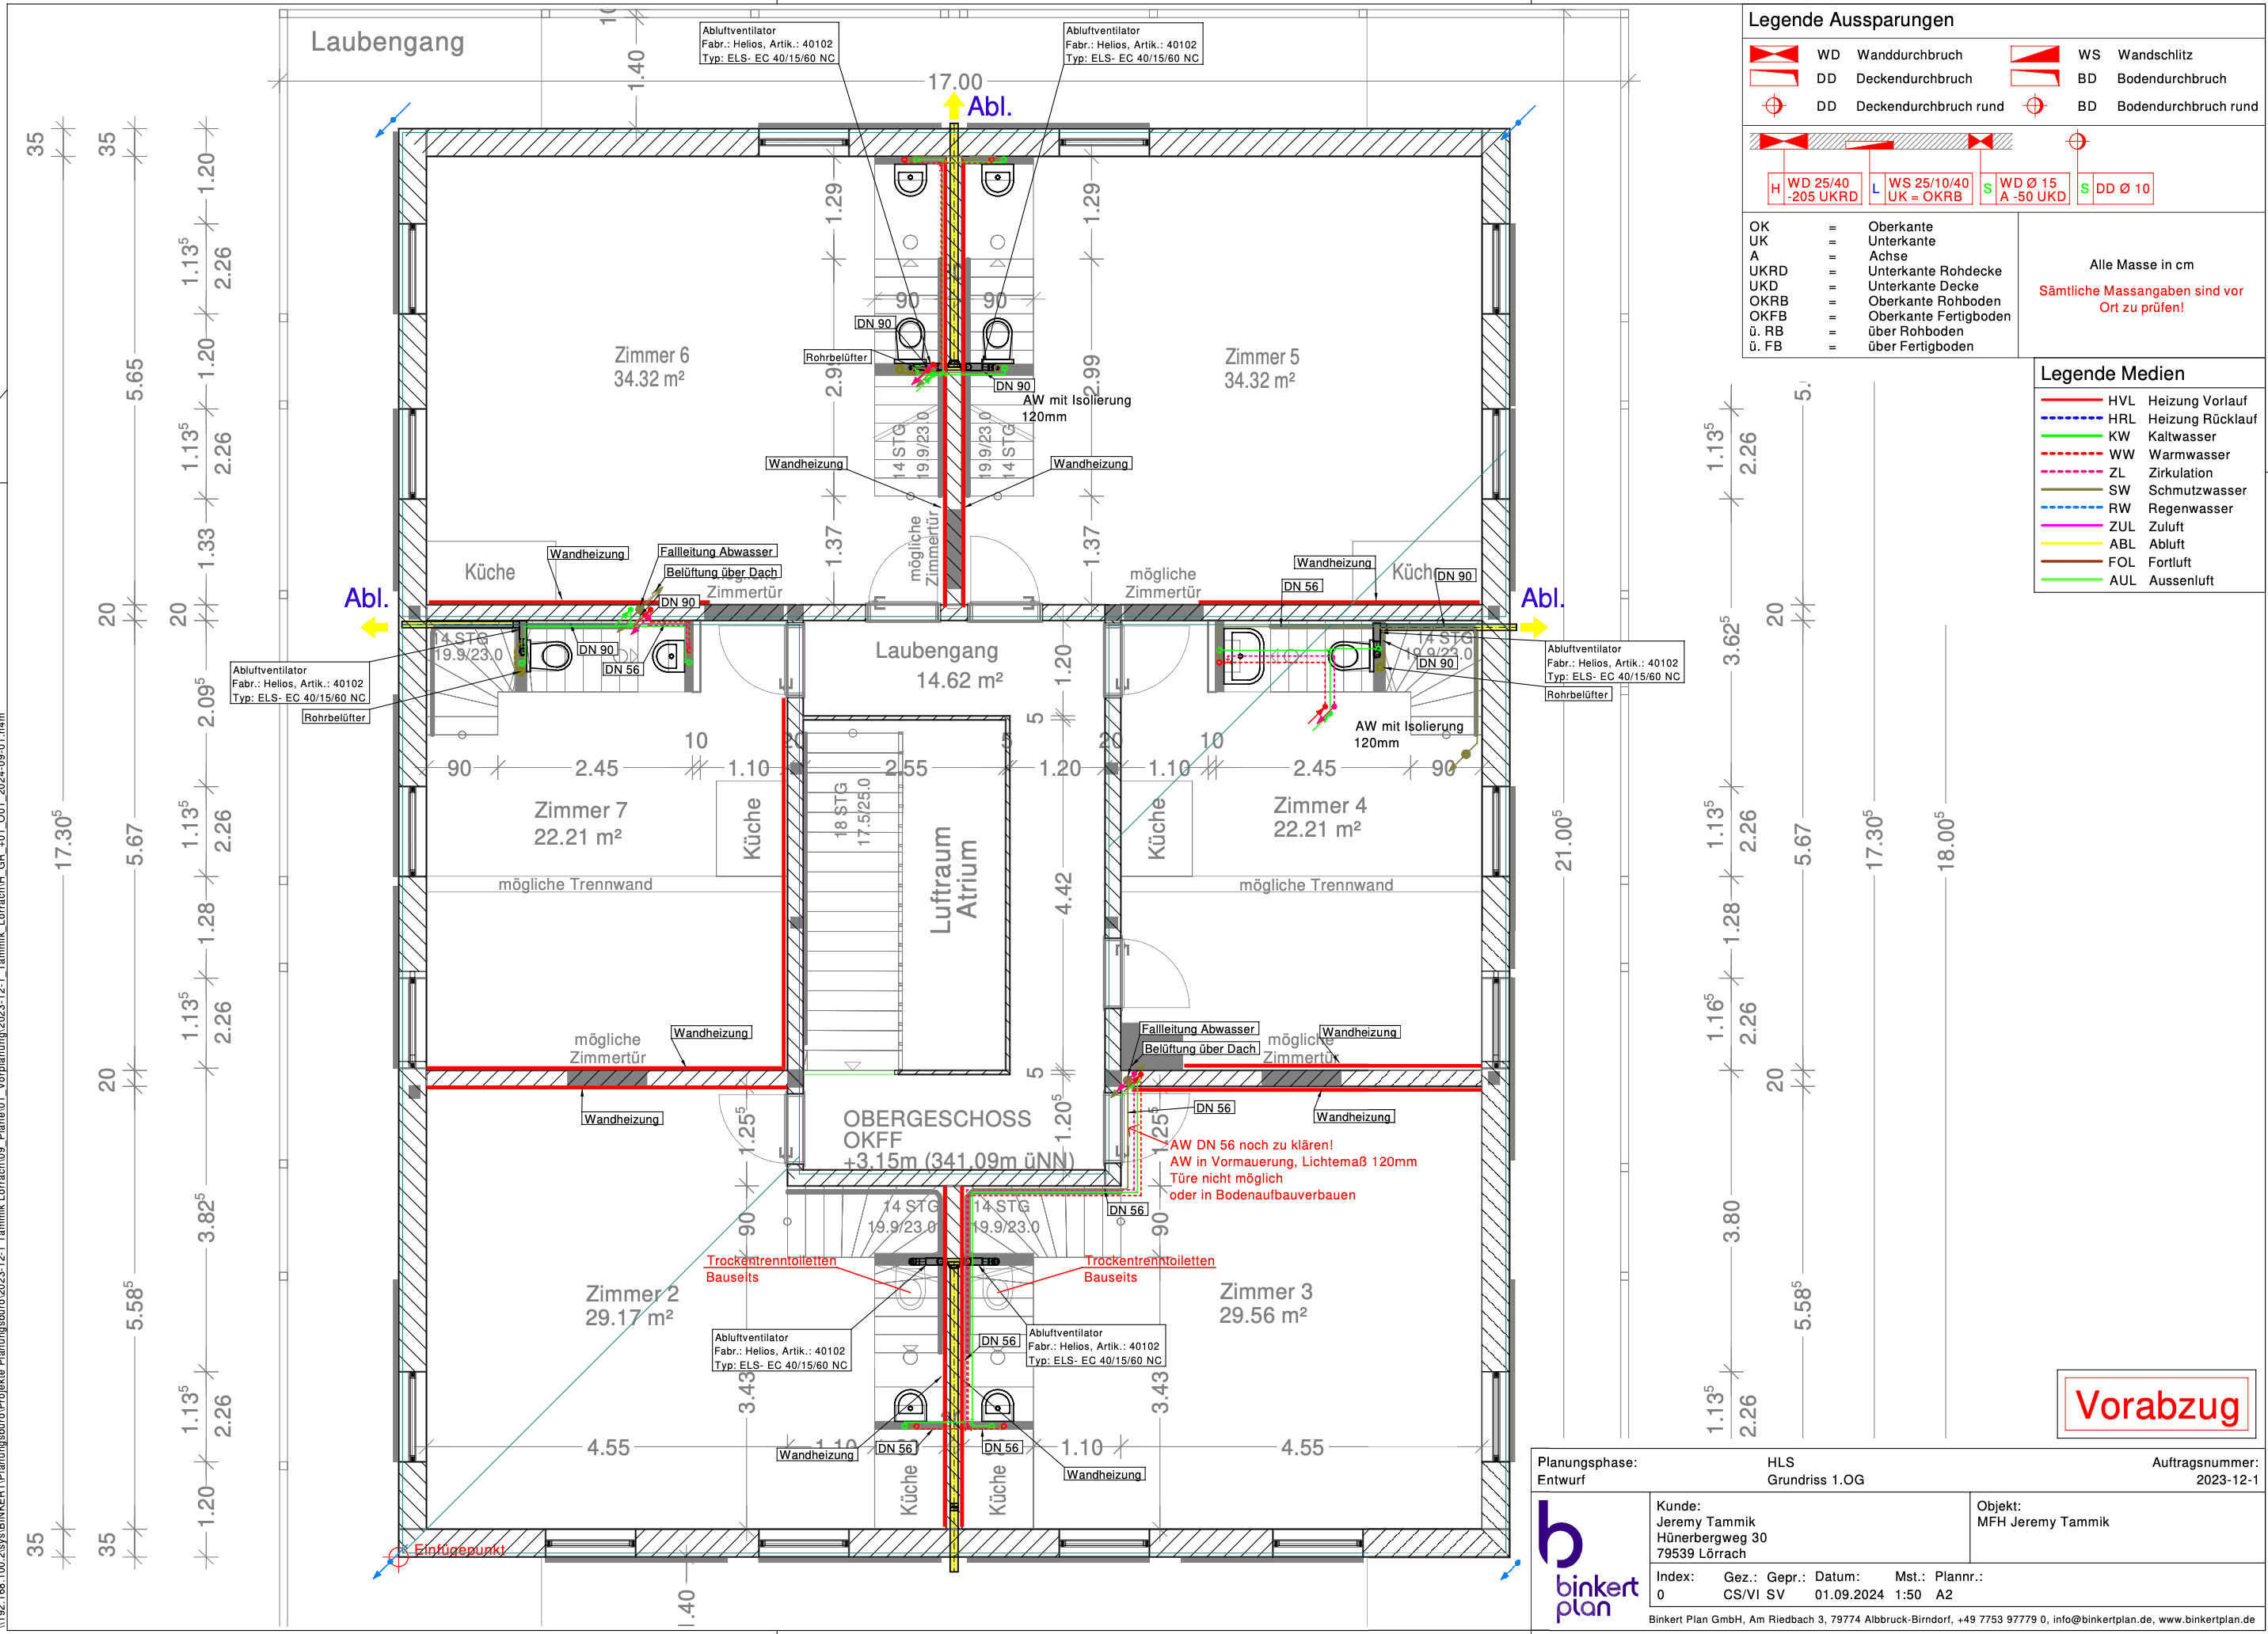 Laubengang
Abluftventilator
Fabr.: Helios, Artik.: 40102
Typ: ELS- EC 40/15/60 NC
Abluftventilator
Fabr.: Helios, Artik.: 40102
Typ: ELS- EC 40/15/60 NC
1.40
17.00
Abl.
35
35
1.20
1.13⁵
2.26
1.20
5.65
1.13⁵
2.26
1.33
20
20
2.09⁵
1.13⁵
2.26
17.30⁵
5.67
1.28
1.13⁵
2.26
20
3.82⁵
5.58⁵
1.13⁵
2.26
1.20
35
35
1.29
1.29
90
90
DN 90
Rohrbelüfter
2.99
2.99
Zimmer 6
34.32 m²
Zimmer 5
34.32 m²
DN 90
AW mit Isolierung
120mm
14 STG
19.9/23.0
19.9/23.0
14 STG
Wandheizung
Wandheizung
1.37
1.37
mögliche
Zimmertür
Wandheizung
Fallleitung Abwasser
Belüftung über Dach
Küche
Zimmertür
DN 90
mögliche
Zimmertür
Wandheizung
DN 56
Küche
DN 90
Abl.
Abl.
14 STG
19.9/23.0
DN 90
DN 56
Abluftventilator
Fabr.: Helios, Artik.: 40102
Typ: ELS- EC 40/15/60 NC
Rohrbelüfter
Laubengang
14.62 m²
1.20
5
14 STG
19.9/23.0
DN 90
Abluftventilator
Fabr.: Helios, Artik.: 40102
Typ: ELS- EC 40/15/60 NC
Rohrbelüfter
AW mit Isolierung
120mm
90
2.45
10
1.10
20
2.55
5
1.20
20
1.10
10
2.45
90
Zimmer 7
22.21 m²
Küche
18 STG
17.5/25.0
Luftraum
Atrium
4.42
Küche
Zimmer 4
22.21 m²
mögliche Trennwand
mögliche Trennwand
mögliche
Zimmertür
Wandheizung
Wandheizung
Fallleitung Abwasser
Belüftung über Dach
mögliche
Zimmertür
Wandheizung
Wandheizung
5
1.20⁵
1.25⁵
1.25⁵
DN 56
OBERGESCHOSS
OKFF
+3.15m (341.09m üNN)
AW DN 56 noch zu klären!
AW in Vormauerung, Lichtemaß 120mm
Türe nicht möglich
oder in Bodenaufbauverbauen
DN 56
14 STG
19.9/23.0
14 STG
19.9/23.0
90
90
Trockentrenntoiletten
Bauseits
Trockentrenntoiletten
Bauseits
Zimmer 2
29.17 m²
Zimmer 3
29.56 m²
Abluftventilator
Fabr.: Helios, Artik.: 40102
Typ: ELS- EC 40/15/60 NC
DN 56
Abluftventilator
Fabr.: Helios, Artik.: 40102
Typ: ELS- EC 40/15/60 NC
3.43
3.43
4.55
1.10
DN 56
DN 56
1.10
4.55
Wandheizung
Wandheizung
Küche
Küche
Einfügepunkt
1.40
1.13⁵
2.26
3.62⁵
20
1.13⁵
2.26
21.00⁵
5.67
17.30⁵
18.00⁵
1.28
1.16⁵
2.26
20
3.80
5.58⁵
1.13⁵
2.26
Legende Aussparungen
WD Wanddurchbruch
WS Wandschlitz
DD Deckendurchbruch
BD Bodendurchbruch
DD Deckendurchbruch rund
BD Bodendurchbruch rund
H WD 25/40
-205 UKRD
L WS 25/10/40
UK = OKRB
S WD Ø 15
A -50 UKD
S DD Ø 10
OK = Oberkante
UK = Unterkante
A = Achse
UKRD = Unterkante Rohdecke
UKD = Unterkante Decke
OKRB = Oberkante Rohboden
OKFB = Oberkante Fertigboden
ü. RB = über Rohboden
ü. FB = über Fertigboden
Alle Masse in cm
Sämtliche Massangaben sind vor
Ort zu prüfen!
Legende Medien
HVL Heizung Vorlauf
HRL Heizung Rücklauf
KW Kaltwasser
WW Warmwasser
ZL Zirkulation
SW Schmutzwasser
RW Regenwasser
ZUL Zuluft
ABL Abluft
FOL Fortluft
AUL Aussenluft
Vorabzug
Planungsphase:
Entwurf
HLS
Grundriss 1.OG
Auftragsnummer:
2023-12-1
binkert
plan
Kunde:
Jeremy Tammik
Hünerbergweg 30
79539 Lörrach
Objekt:
MFH Jeremy Tammik
Index: Gez.: Gepr.: Datum: Mst.: Plannr.:
0 CS/VI SV 01.09.2024 1:50 A2
Binkert Plan GmbH, Am Riedbach 3, 79774 Albbruck-Birndorf, +49 7753 97779 0, info@binkertplan.de, www.binkertplan.de